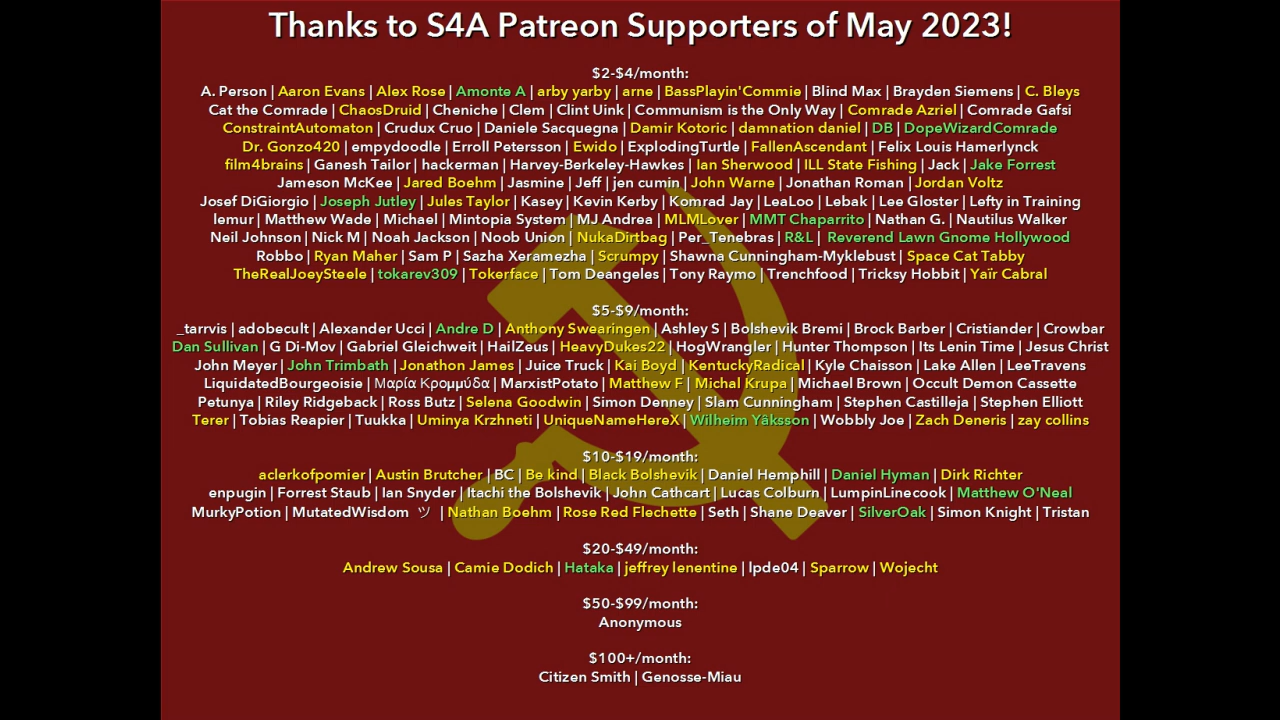 Thanks to S4A Patreon Supporters of May 2023!
$2-$4/month:
A. Person | Aaron Evans | Alex Rose | Amonte A | arby yarby | arne | BassPlayin'Commie | Blind Max | Brayden Siemens | C. Bleys
Cat the Comrade | ChaosDruid | Cheniche | Clem | Clint Uink | Communism is the Only Way | Comrade Azriel | Comrade Gafsi
ConstraintAutomaton | Crudux Cruo | Daniele Sacquegna | Damir Kotoric | damnation daniel | DB | DopeWizardComrade
Dr. Gonzo420 | empydoodle | Erroll Petersson | Ewido | ExplodingTurtle | FallenAscendant | Felix Louis Hamerlynck
film4brains | Ganesh Tailor | hackerman | Harvey-Berkeley-Hawkes | Ian Sherwood | ILL State Fishing | Jack | Jake Forrest
Jameson McKee | Jared Boehm | Jasmine | Jeff | jen cumin | John Warne | Jonathan Roman | Jordan Voltz
Josef DiGiorgio | Joseph Jutley | Jules Taylor | Kasey | Kevin Kerby | Komrad Jay | LeaLoo | Lebak | Lee Gloster | Lefty in Training
lemur | Matthew Wade | Michael | Mintopia System | MJ Andrea | MLMLover | MMT Chaparrito | Nathan G. | Nautilus Walker
Neil Johnson | Nick M | Noah Jackson | Noob Union | NukaDirtbag | Per_Tenebras | R&L | Reverend Lawn Gnome Hollywood
Robbo | Ryan Maher | Sam P | Sazha Xeramezha | Scrumpy | Shawna Cunningham-Myklebust | Space Cat Tabby
TheRealJoeySteele | tokarev309 | Tokerface | Tom Deangeles | Tony Raymo | Trenchfood | Tricksy Hobbit | Yaïr Cabral
$5-$9/month:
_tarrvis | adobecult | Alexander Ucci | Andre D | Anthony Swearingen | Ashley S | Bolshevik Bremi | Brock Barber | Cristiander | Crowbar
Dan Sullivan | G Di-Mov | Gabriel Gleichweit | HailZeus | HeavyDukes22 | HogWrangler | Hunter Thompson | Its Lenin Time | Jesus Christ
John Meyer | John Trimbath | Jonathon James | Juice Truck | Kai Boyd | KentuckyRadical | Kyle Chaisson | Lake Allen | LeeTravens
LiquidatedBourgeoisie | Μαρία Κρομμύδα | MarxistPotato | Matthew F | Michal Krupa | Michael Brown | Occult Demon Cassette
Petunya | Riley Ridgeback | Ross Butz | Selena Goodwin | Simon Denney | Slam Cunningham | Stephen Castilleja | Stephen Elliott
Terer | Tobias Reapier | Tuukka | Uminya Krzhneti | UniqueNameHereX | Wilheim Yâksson | Wobbly Joe | Zach Deneris | zay collins
$10-$19/month:
aclerkofpomier | Austin Brutcher | BC | Be kind | Black Bolshevik | Daniel Hemphill | Daniel Hyman | Dirk Richter
enpugin | Forrest Staub | Ian Snyder | Itachi the Bolshevik | John Cathcart | Lucas Colburn | LumpinLinecook | Matthew O'Neal
MurkyPotion | MutatedWisdom ツ | Nathan Boehm | Rose Red Flechette | Seth | Shane Deaver | SilverOak | Simon Knight | Tristan
$20-$49/month:
Andrew Sousa | Camie Dodich | Hataka | jeffrey lenentine | lpde04 | Sparrow | Wojecht
$50-$99/month:
Anonymous
$100+/month:
Citizen Smith | Genosse-Miau